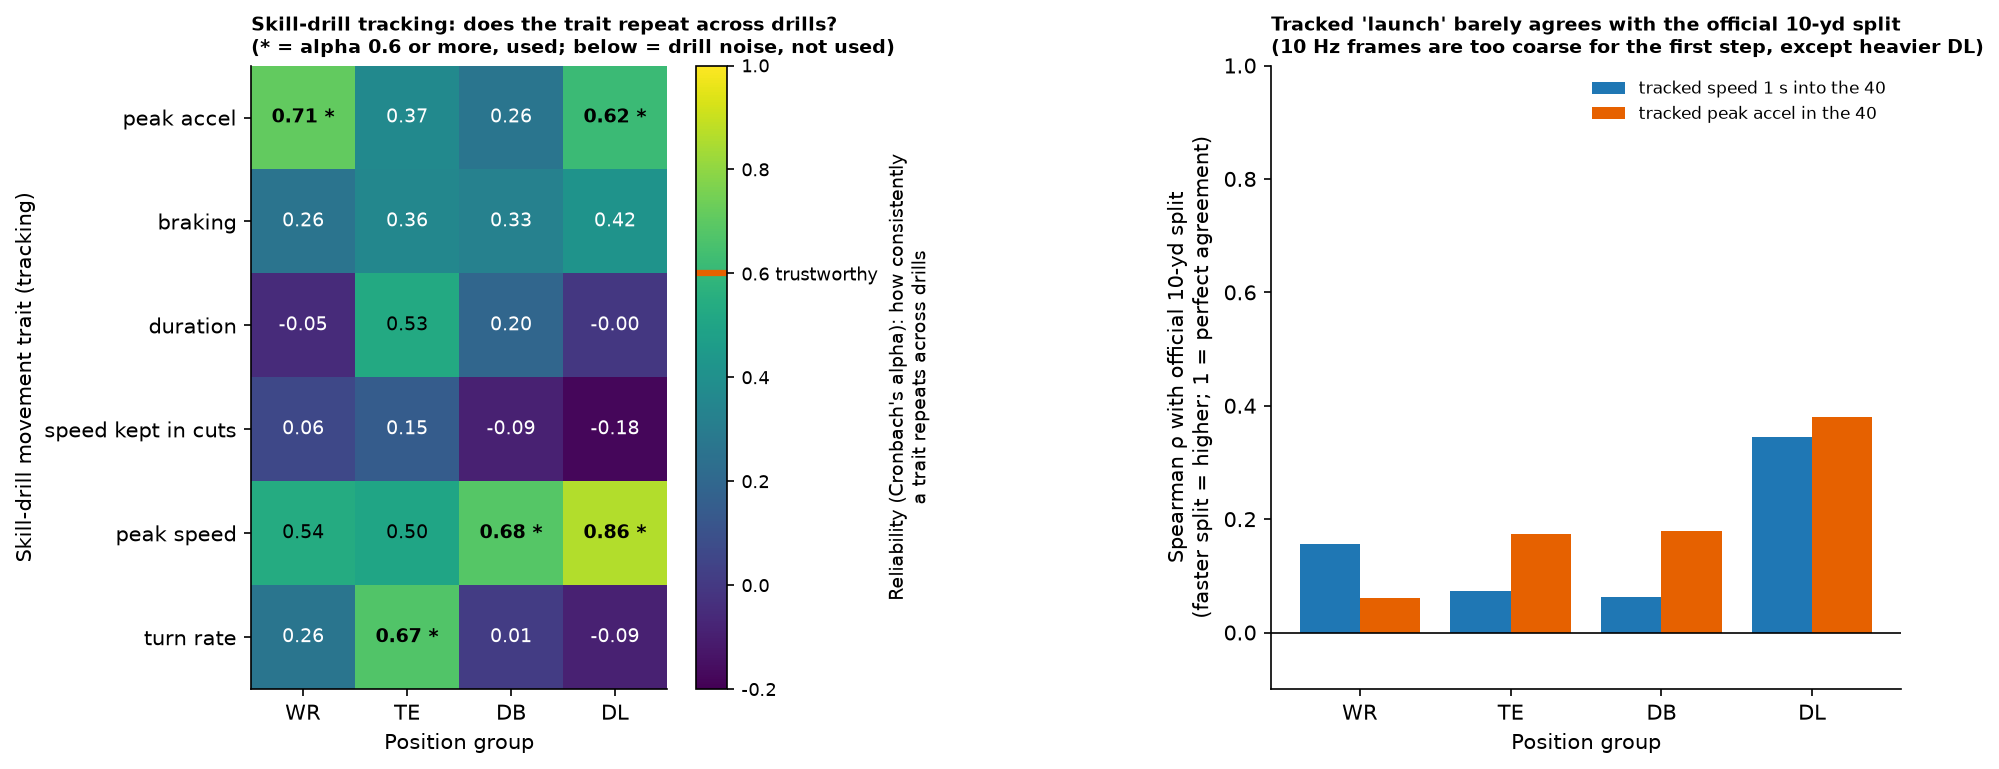 Skill-drill tracking: does the trait repeat across drills?
(* = alpha 0.6 or more, used; below = drill noise, not used)
Skill-drill movement trait (tracking)
peak accel
0.71 *
0.37
0.26
0.62 *
braking
0.26
0.36
0.33
0.42
duration
-0.05
0.53
0.20
-0.00
speed kept in cuts
0.06
0.15
-0.09
-0.18
peak speed
0.54
0.50
0.68 *
0.86 *
turn rate
0.26
0.67 *
0.01
-0.09
WR
TE
DB
DL
Position group
1.0
0.8
0.6 trustworthy
0.4
0.2
0.0
-0.2
Reliability (Cronbach's alpha): how consistently
a trait repeats across drills
Tracked 'launch' barely agrees with the official 10-yd split
(10 Hz frames are too coarse for the first step, except heavier DL)
tracked speed 1 s into the 40
tracked peak accel in the 40
Spearman ρ with official 10-yd split
(faster split = higher; 1 = perfect agreement)
1.0
0.8
0.6
0.4
0.2
0.0
WR
TE
DB
DL
Position group